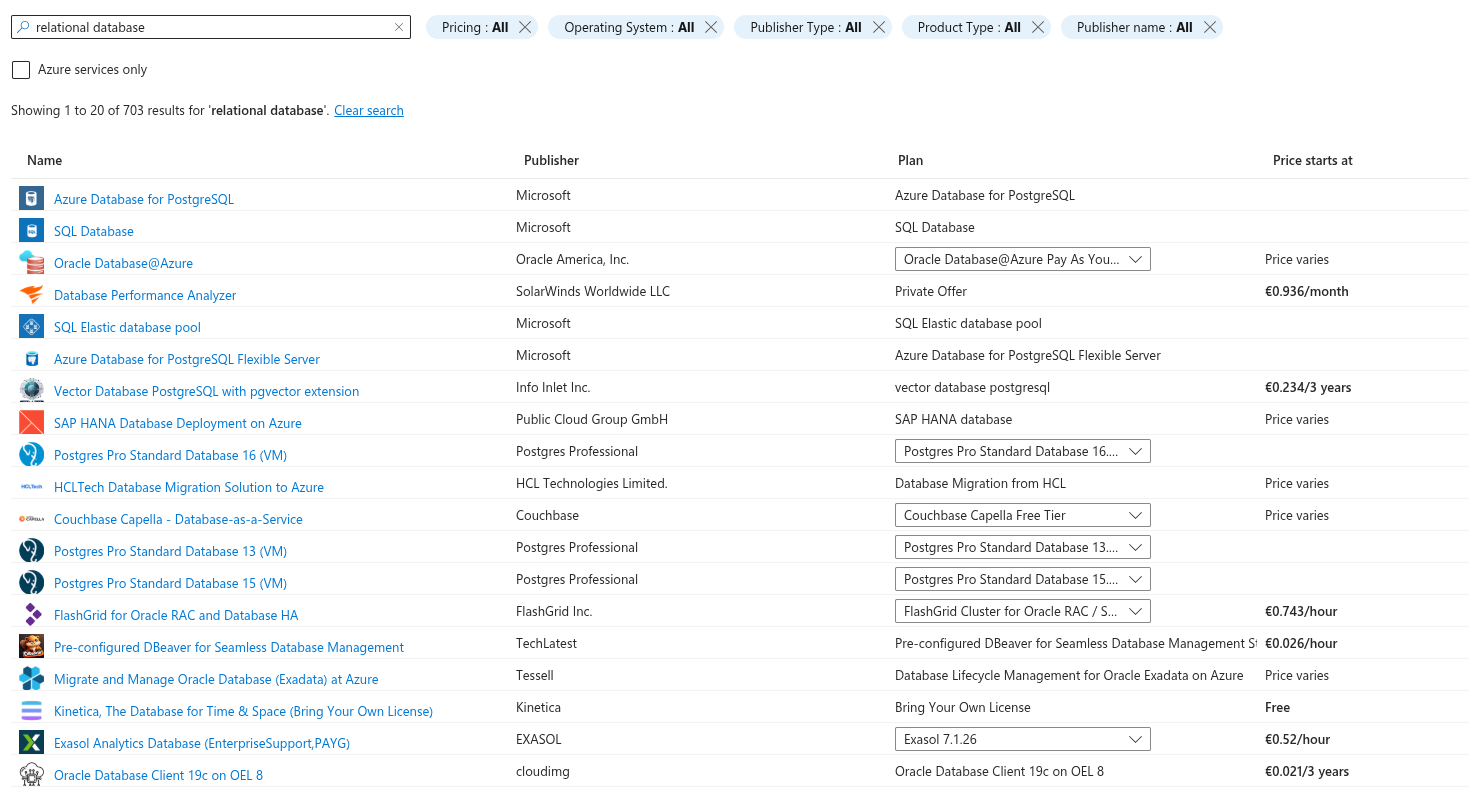 relational database
Pricing : All
Operating System : All
Publisher Type : All
Product Type : All
Publisher name : All
Azure services only
Showing 1 to 20 of 703 results for 'relational database'. Clear search
Name Publisher Plan Price starts at
Azure Database for PostgreSQL Microsoft Azure Database for PostgreSQL
SQL Database Microsoft SQL Database
Oracle Database@Azure Oracle America, Inc. Oracle Database@Azure Pay As You... Price varies
Database Performance Analyzer SolarWinds Worldwide LLC Private Offer €0.936/month
SQL Elastic database pool Microsoft SQL Elastic database pool
Azure Database for PostgreSQL Flexible Server Microsoft Azure Database for PostgreSQL Flexible Server
Vector Database PostgreSQL with pgvector extension Info Inlet Inc. vector database postgresql €0.234/3 years
SAP HANA Database Deployment on Azure Public Cloud Group GmbH SAP HANA database Price varies
Postgres Pro Standard Database 16 (VM) Postgres Professional Postgres Pro Standard Database 16....
HCLTech HCLTech Database Migration Solution to Azure HCL Technologies Limited. Database Migration from HCL Price varies
CAPELLA Couchbase Capella - Database-as-a-Service Couchbase Couchbase Capella Free Tier Price varies
Postgres Pro Standard Database 13 (VM) Postgres Professional Postgres Pro Standard Database 13....
Postgres Pro Standard Database 15 (VM) Postgres Professional Postgres Pro Standard Database 15....
FlashGrid for Oracle RAC and Database HA FlashGrid Inc. FlashGrid Cluster for Oracle RAC / S... €0.743/hour
Pre-configured DBeaver for Seamless Database Management TechLatest Pre-configured DBeaver for Seamless Database Management St €0.026/hour
Migrate and Manage Oracle Database (Exadata) at Azure Tessell Database Lifecycle Management for Oracle Exadata on Azure Price varies
Kinetica, The Database for Time & Space (Bring Your Own License) Kinetica Bring Your Own License Free
Exasol Analytics Database (EnterpriseSupport,PAYG) EXASOL Exasol 7.1.26 €0.52/hour
Oracle Database Client 19c on OEL 8 cloudimg Oracle Database Client 19c on OEL 8 €0.021/3 years